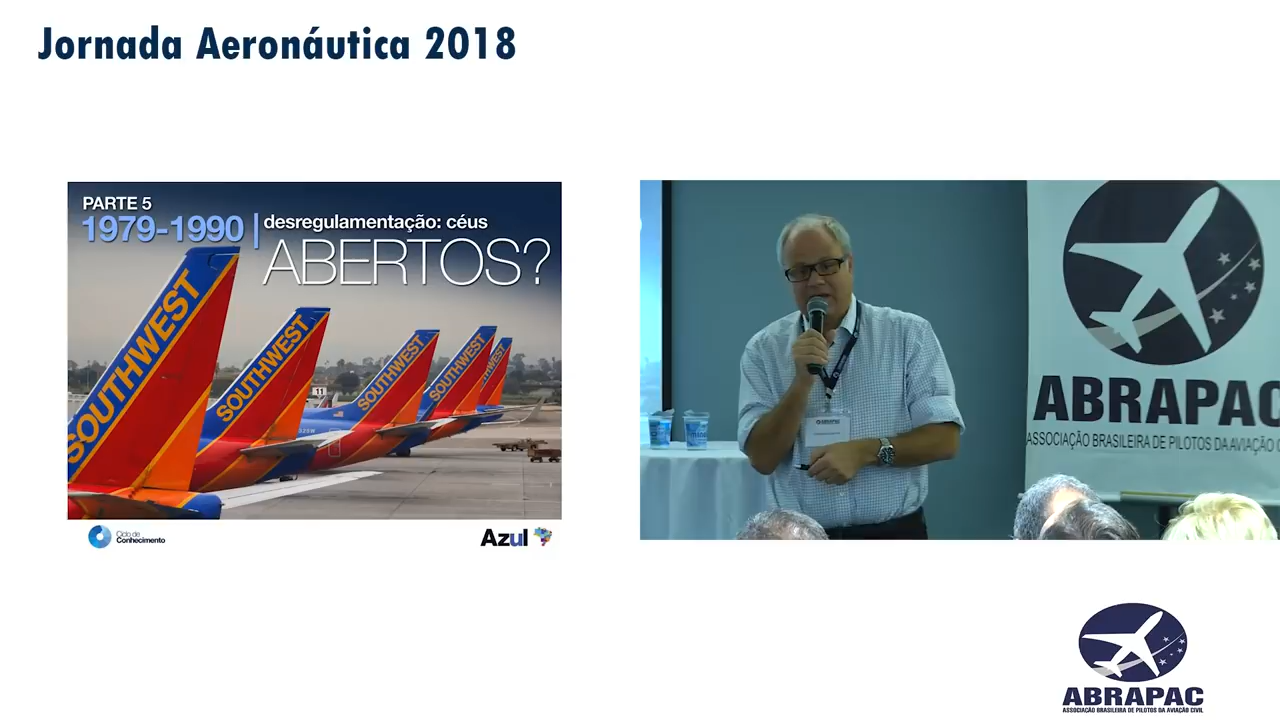 Jornada Aeronáutica 2018
PARTE 5
1979-1990 | desregulamentação: céus
ABERTOS?
SOUTHWEST
SOUTHWEST
SOUTHWEST
SOUTHWEST
SOUTHWEST
Ciclo de
Conhecimento
Azul
ABRAPAC
ASSOCIAÇÃO BRASILEIRA DE PILOTOS DA AVIAÇÃO C
ABRAPAC
ASSOCIAÇÃO BRASILEIRA DE PILOTOS DA AVIAÇÃO CIVIL